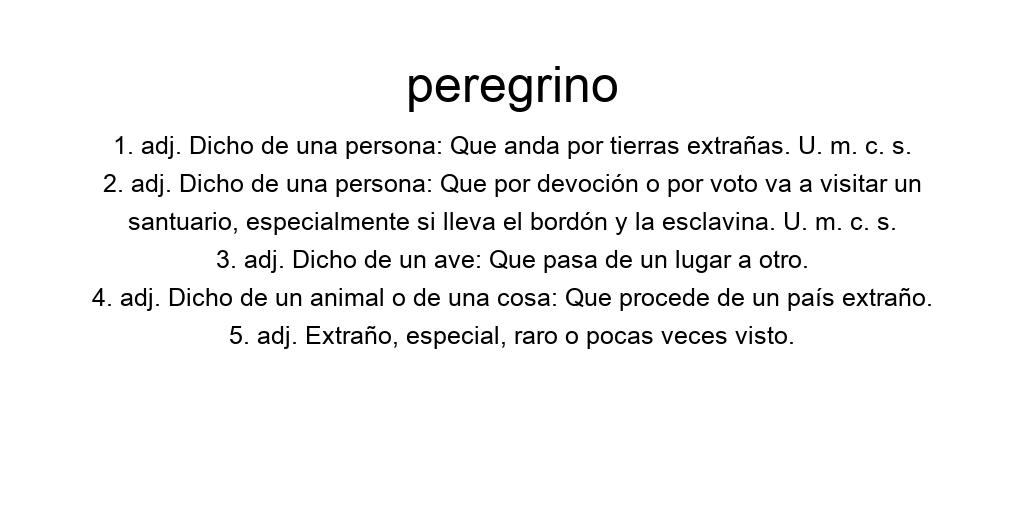 peregrino
1. adj. Dicho de una persona: Que anda por tierras extrañas. U. m. c. s.
2. adj. Dicho de una persona: Que por devoción o por voto va a visitar un
santuario, especialmente si lleva el bordón y la esclavina. U. m. c. s.
3. adj. Dicho de un ave: Que pasa de un lugar a otro.
4. adj. Dicho de un animal o de una cosa: Que procede de un país extraño.
5. adj. Extraño, especial, raro o pocas veces visto.